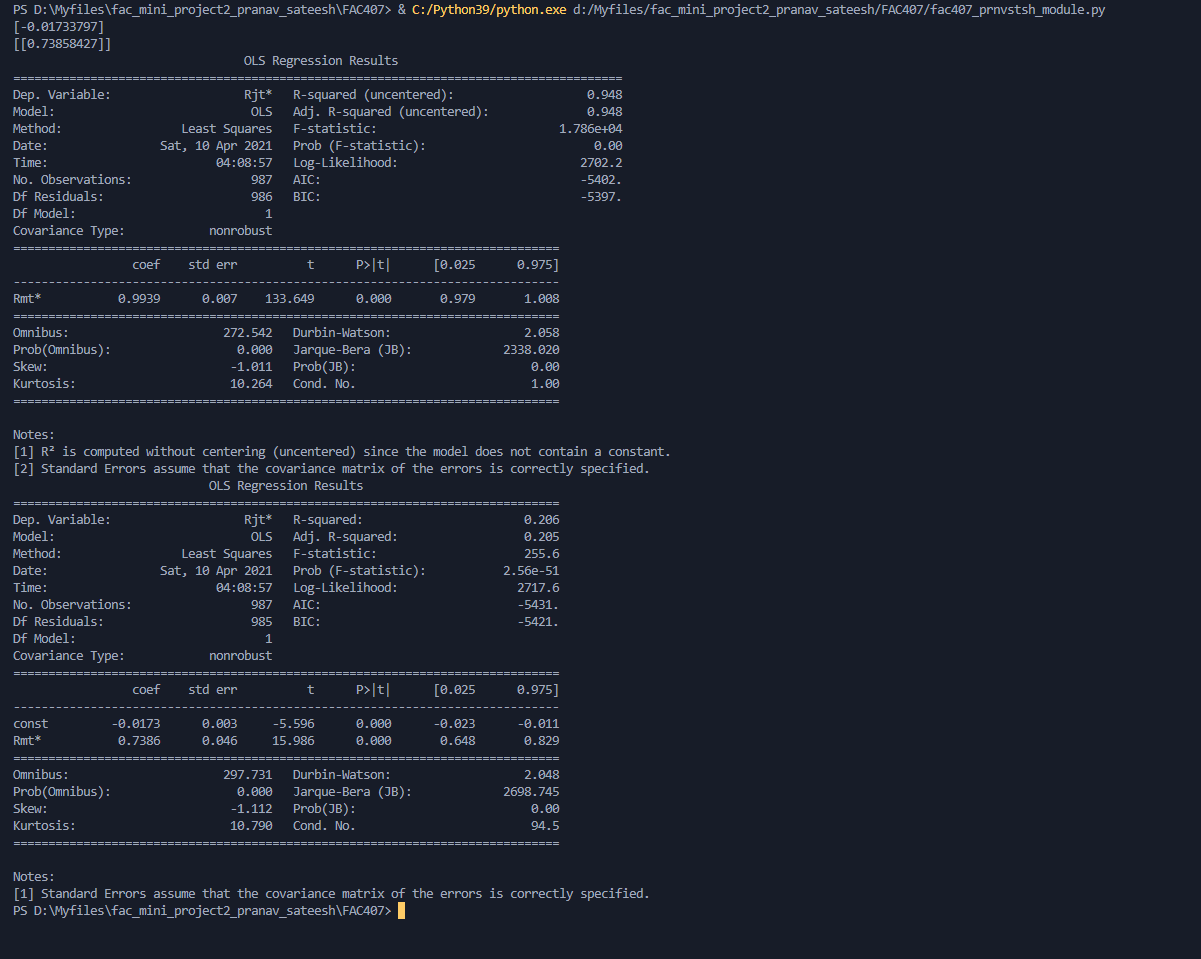 PS D:\Myfiles\fac_mini_project2_pranav_sateesh\FAC407> & C:/Python39/python.exe d:/Myfiles/fac_mini_project2_pranav_sateesh/FAC407/fac407_prnvstsh_module.py
[-0.01733797]
[[0.73858427]]
                                 OLS Regression Results
=======================================================================================
Dep. Variable:                   Rjt*   R-squared (uncentered):                   0.948
Model:                            OLS   Adj. R-squared (uncentered):              0.948
Method:                 Least Squares   F-statistic:                          1.786e+04
Date:                Sat, 10 Apr 2021   Prob (F-statistic):                        0.00
Time:                        04:08:57   Log-Likelihood:                          2702.2
No. Observations:                 987   AIC:                                     -5402.
Df Residuals:                     986   BIC:                                     -5397.
Df Model:                           1
Covariance Type:            nonrobust
==============================================================================
                 coef    std err          t      P>|t|      [0.025      0.975]
------------------------------------------------------------------------------
Rmt*           0.9939      0.007    133.649      0.000       0.979       1.008
==============================================================================
Omnibus:                      272.542   Durbin-Watson:                   2.058
Prob(Omnibus):                  0.000   Jarque-Bera (JB):             2338.020
Skew:                          -1.011   Prob(JB):                         0.00
Kurtosis:                      10.264   Cond. No.                         1.00
==============================================================================

Notes:
[1] R² is computed without centering (uncentered) since the model does not contain a constant.
[2] Standard Errors assume that the covariance matrix of the errors is correctly specified.
                            OLS Regression Results
==============================================================================
Dep. Variable:                   Rjt*   R-squared:                       0.206
Model:                            OLS   Adj. R-squared:                  0.205
Method:                 Least Squares   F-statistic:                     255.6
Date:                Sat, 10 Apr 2021   Prob (F-statistic):           2.56e-51
Time:                        04:08:57   Log-Likelihood:                 2717.6
No. Observations:                 987   AIC:                            -5431.
Df Residuals:                     985   BIC:                            -5421.
Df Model:                           1
Covariance Type:            nonrobust
==============================================================================
                 coef    std err          t      P>|t|      [0.025      0.975]
------------------------------------------------------------------------------
const         -0.0173      0.003     -5.596      0.000      -0.023      -0.011
Rmt*           0.7386      0.046     15.986      0.000       0.648       0.829
==============================================================================
Omnibus:                      297.731   Durbin-Watson:                   2.048
Prob(Omnibus):                  0.000   Jarque-Bera (JB):             2698.745
Skew:                          -1.112   Prob(JB):                         0.00
Kurtosis:                      10.790   Cond. No.                         94.5
==============================================================================

Notes:
[1] Standard Errors assume that the covariance matrix of the errors is correctly specified.
PS D:\Myfiles\fac_mini_project2_pranav_sateesh\FAC407>